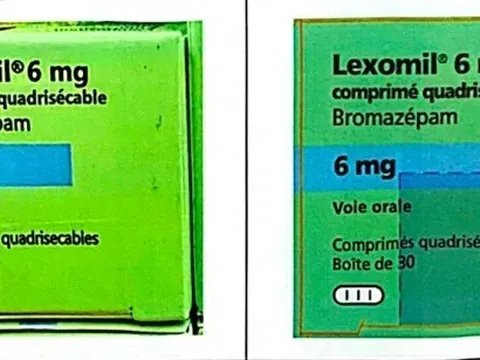 il® 6 mg
quadrisécable
pam
quadrisecables
Lexomil® 6
comprimé quadris
Bromazépam
6 mg
Voie orale
Comprimés quadrisé
Boîte de 30